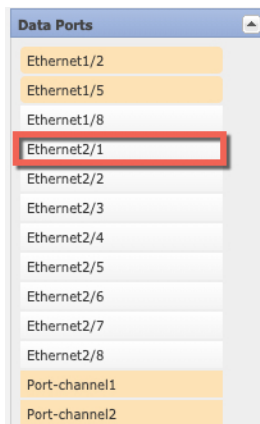 Data Ports
Ethernet1/2
Ethernet1/5
Ethernet1/8
Ethernet2/1
Ethernet2/2
Ethernet2/3
Ethernet2/4
Ethernet2/5
Ethernet2/6
Ethernet2/7
Ethernet2/8
Port-channel1
Port-channel2